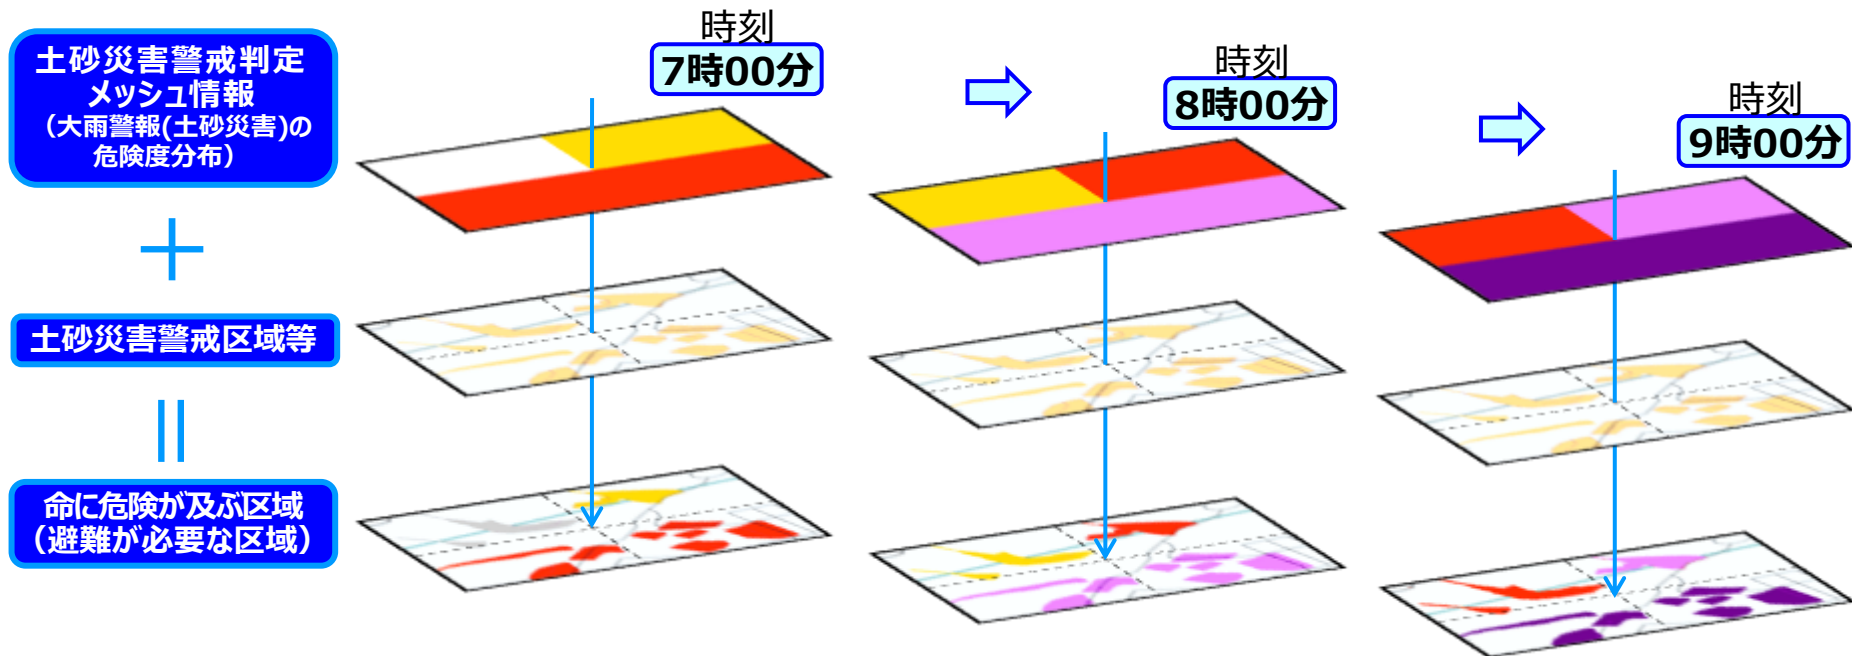 土砂災害警戒判定
メッシュ情報
（大雨警報(土砂災害)の
危険度分布）
土砂災害警戒区域等
命に危険が及ぶ区域
（避難が必要な区域）
時刻
7時00分
時刻
8時00分
時刻
9時00分